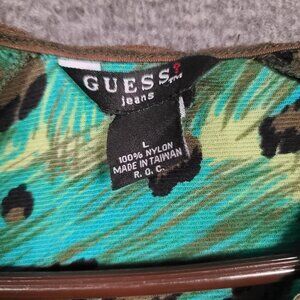 GUESS?
jeans
L
100% NYLON
MADE IN TAIWAN
R. O. C.